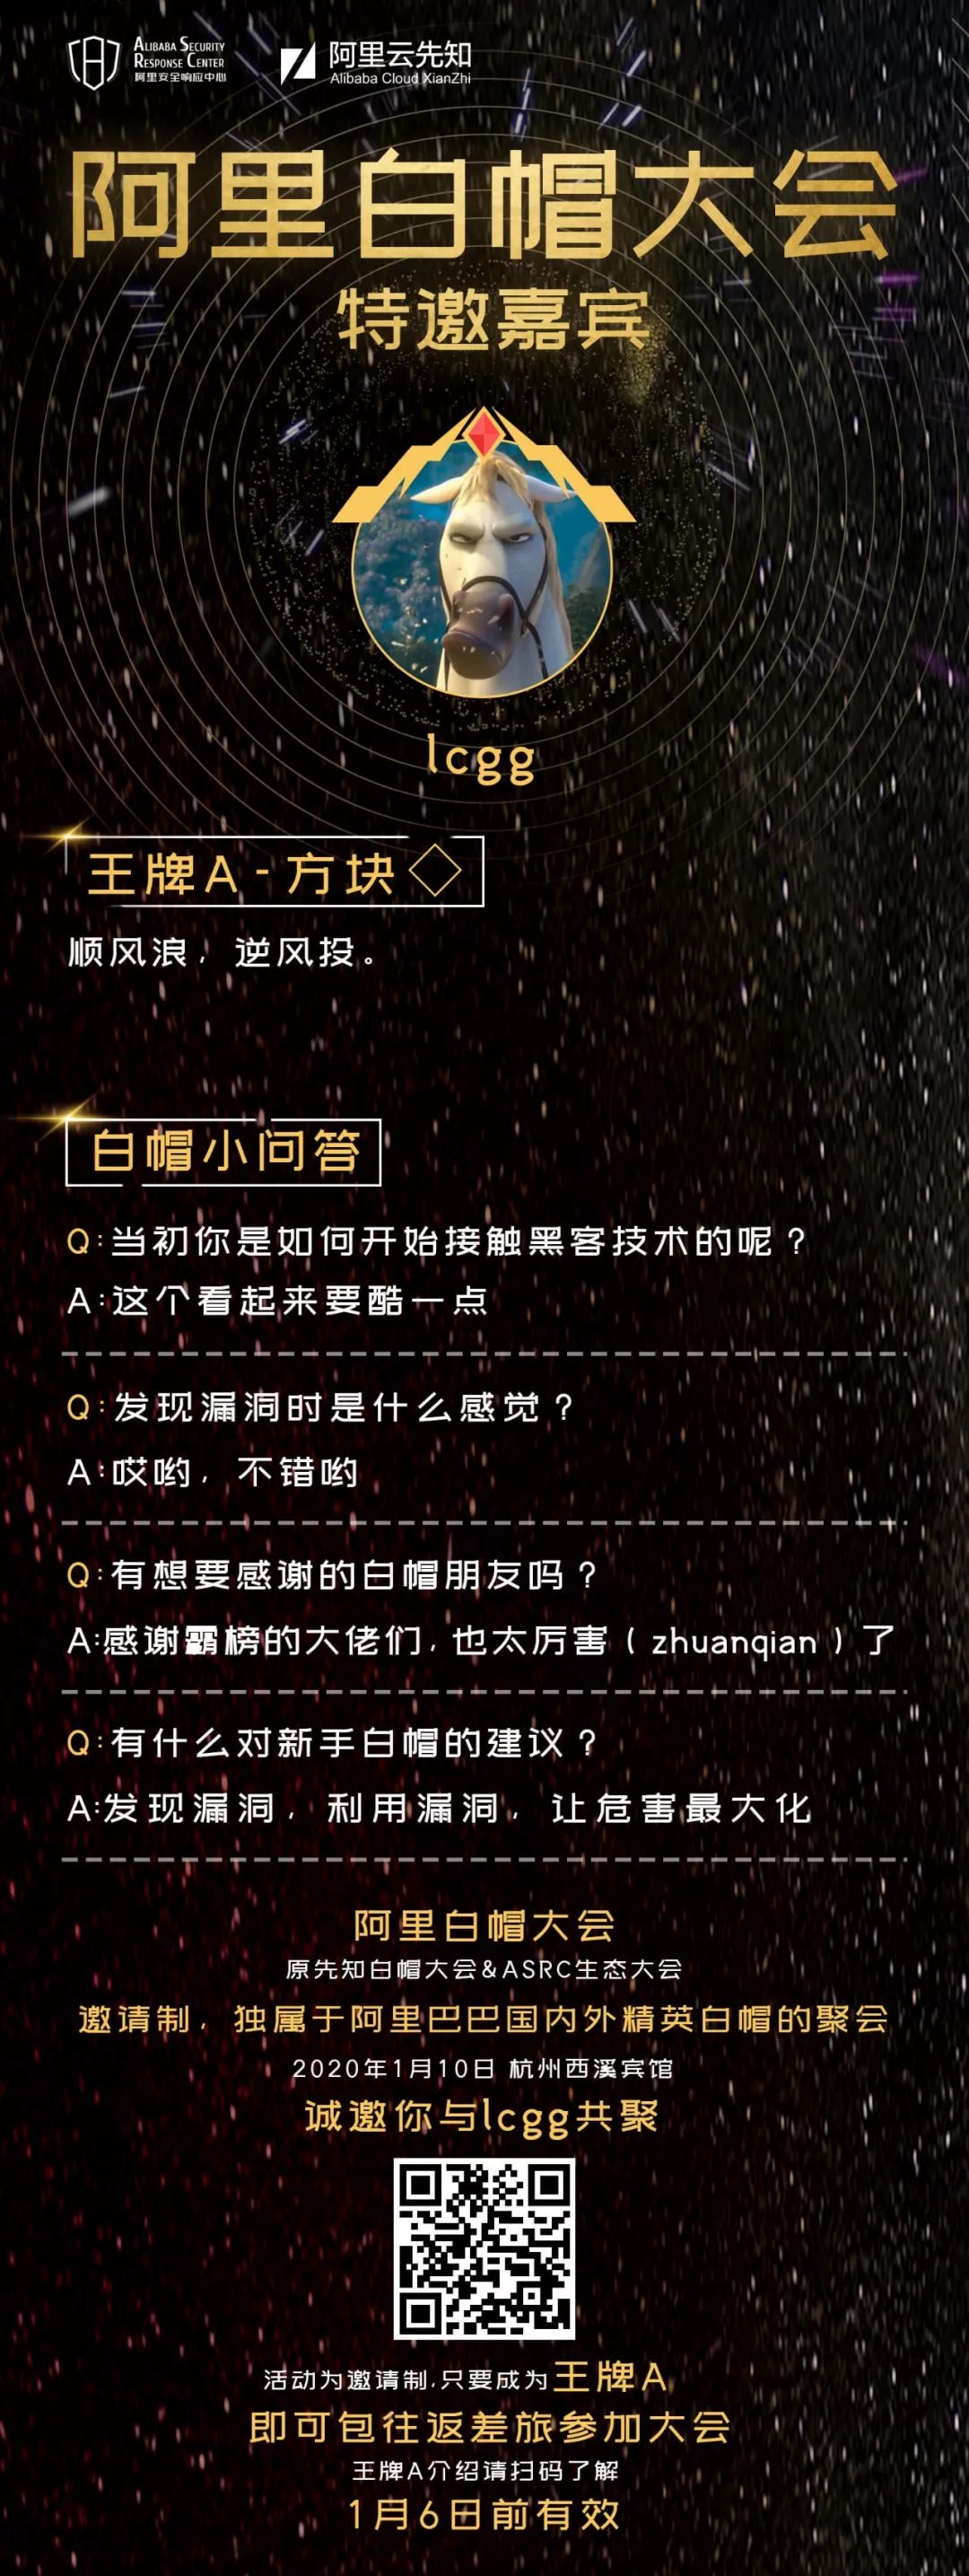 ALIBABA SECURITY
RESPONSE CENTER
阿里安全响应中心
阿里云先知
Alibaba Cloud XianZhi
阿里白帽大会
特邀嘉宾
lcgg
王牌A-方块
顺风浪，逆风投。
白帽小问答
Q:当初你是如何开始接触黑客技术的呢？
A:这个看起来要酷一点
Q:发现漏洞时是什么感觉？
A:哎哟，不错哟
Q:有想要感谢的白帽朋友吗？
A:感谢霸榜的大佬们，也太厉害（zhuanqian）了
Q:有什么对新手白帽的建议？
A:发现漏洞，利用漏洞，让危害最大化
阿里白帽大会
原先知白帽大会&ASRC生态大会
邀请制，独属于阿里巴巴国内外精英白帽的聚会
2020年1月10日 杭州西溪宾馆
诚邀你与lcgg共聚
活动为邀请制,只要成为王牌A
即可包往返差旅参加大会
王牌A介绍请扫码了解
1月6日前有效